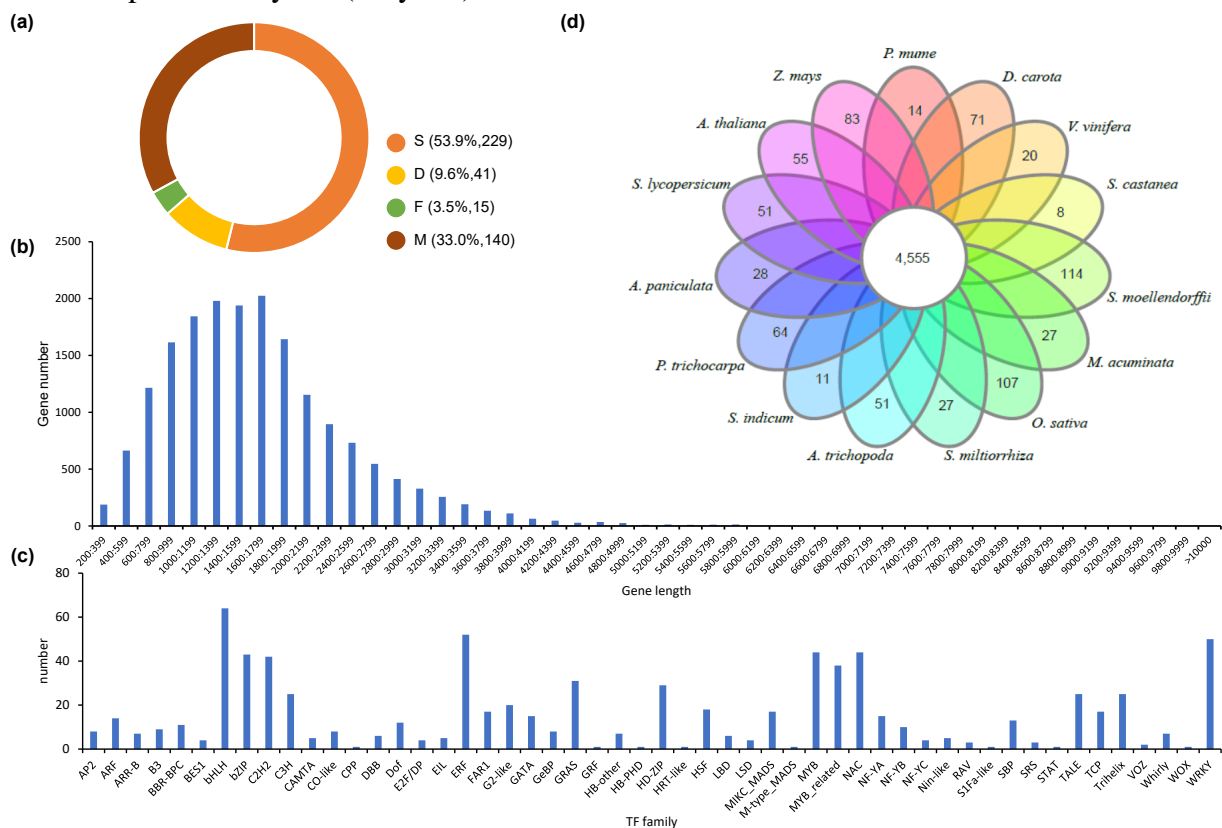 (a)
S (53.9%,229)
D (9.6%,41)
F (3.5%,15)
M (33.0%,140)
(d)
P. mume
D. carota
V. vinifera
S. castanea
S. moellendorffii
M. acuminata
O. sativa
S. miltiorrhiza
A. trichopoda
S. indicum
P. trichocarpa
A. paniculata
S. lycopersicum
A. thaliana
Z. mays
14
71
20
8
114
27
107
27
51
11
64
28
51
55
83
4,555
(b)
Gene number
2500
2000
1500
1000
500
0
200:399
400:599
600:799
800:999
1000:1199
1200:1399
1400:1599
1600:1799
1800:1999
2000:2199
2200:2399
2400:2599
2600:2799
2800:2999
3000:3199
3200:3399
3400:3599
3600:3799
3800:3999
4000:4199
4200:4399
4400:4599
4600:4799
4800:4999
5000:5199
5200:5399
5400:5599
5600:5799
5800:5999
6000:6199
6200:6399
6400:6599
6600:6799
6800:6999
7000:7199
7200:7399
7400:7599
7600:7799
7800:7999
8000:8199
8200:8399
8400:8599
8600:8799
8800:8999
9000:9199
9200:9399
9400:9599
9600:9799
9800:9999
>10000
Gene length
(c)
number
80
60
40
20
0
AP2
ARF
ARR-B
B3
BBR-BPC
BES1
bHLH
bZIP
C2H2
C3H
CAMTA
CO-like
CPP
DBB
Dof
E2F/DP
EIL
ERF
FAR1
G2-like
GATA
GeBP
GRAS
GRF
HB-other
HB-PHD
HD-ZIP
HRT-like
HSF
LBD
LSD
MIKC_MADS
M-type_MADS
MYB
MYB_related
NAC
NF-YA
NF-YB
NF-YC
Nin-like
RAV
S1Fa-like
SBP
SRS
STAT
TALE
TCP
Trihelix
VOZ
Whirly
WOX
WRKY
TF family